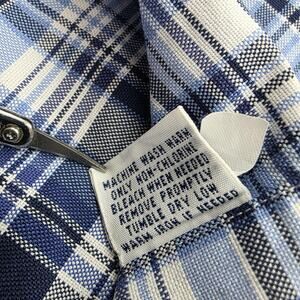 MACHINE WASH WARM
ONLY NON-CHLORINE
BLEACH WHEN NEEDED
REMOVE PROMPTLY
TUMBLE DRY LOW
WARM IRON IF NEEDED